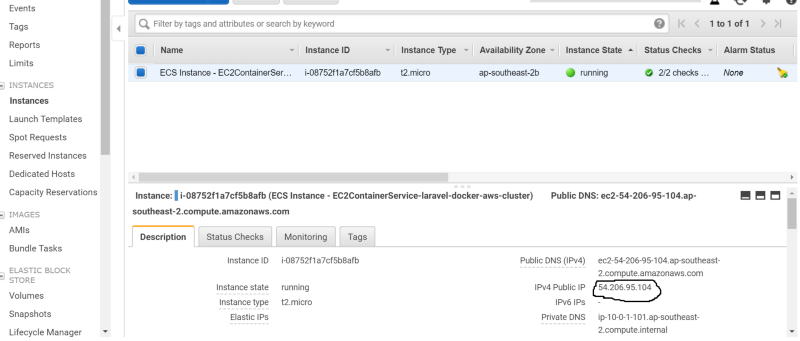 Events
Tags
Reports
Limits
INSTANCES
Instances
Launch Templates
Spot Requests
Reserved Instances
Dedicated Hosts
Capacity Reservations
IMAGES
AMIs
Bundle Tasks
ELASTIC BLOCK
STORE
Volumes
Snapshots
Lifecycle Manager
Filter by tags and attributes or search by keyword
1 to 1 of 1
Name Instance ID Instance Type Availability Zone Instance State Status Checks Alarm Status
ECS Instance - EC2ContainerSer... i-08752f1a7cf5b8afb t2.micro ap-southeast-2b running 2/2 checks ... None
Instance: i-08752f1a7cf5b8afb (ECS Instance - EC2ContainerService-laravel-docker-aws-cluster) Public DNS: ec2-54-206-95-104.ap-
southeast-2.compute.amazonaws.com
Description Status Checks Monitoring Tags
Instance ID i-08752f1a7cf5b8afb
Instance state running
Instance type t2.micro
Elastic IPs
Public DNS (IPv4) ec2-54-206-95-104.ap-southeast-
2.compute.amazonaws.com
IPv4 Public IP 54.206.95.104
IPv6 IPs -
Private DNS ip-10-0-1-101.ap-southeast-
2.compute.internal